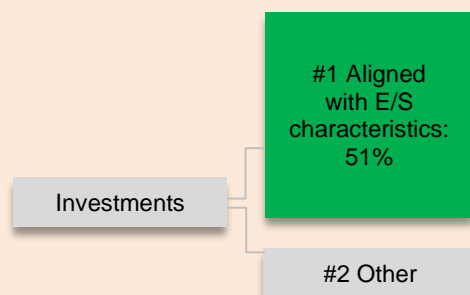 #1 Aligned
with E/S
characteristics:
51%
Investments
#2 Other